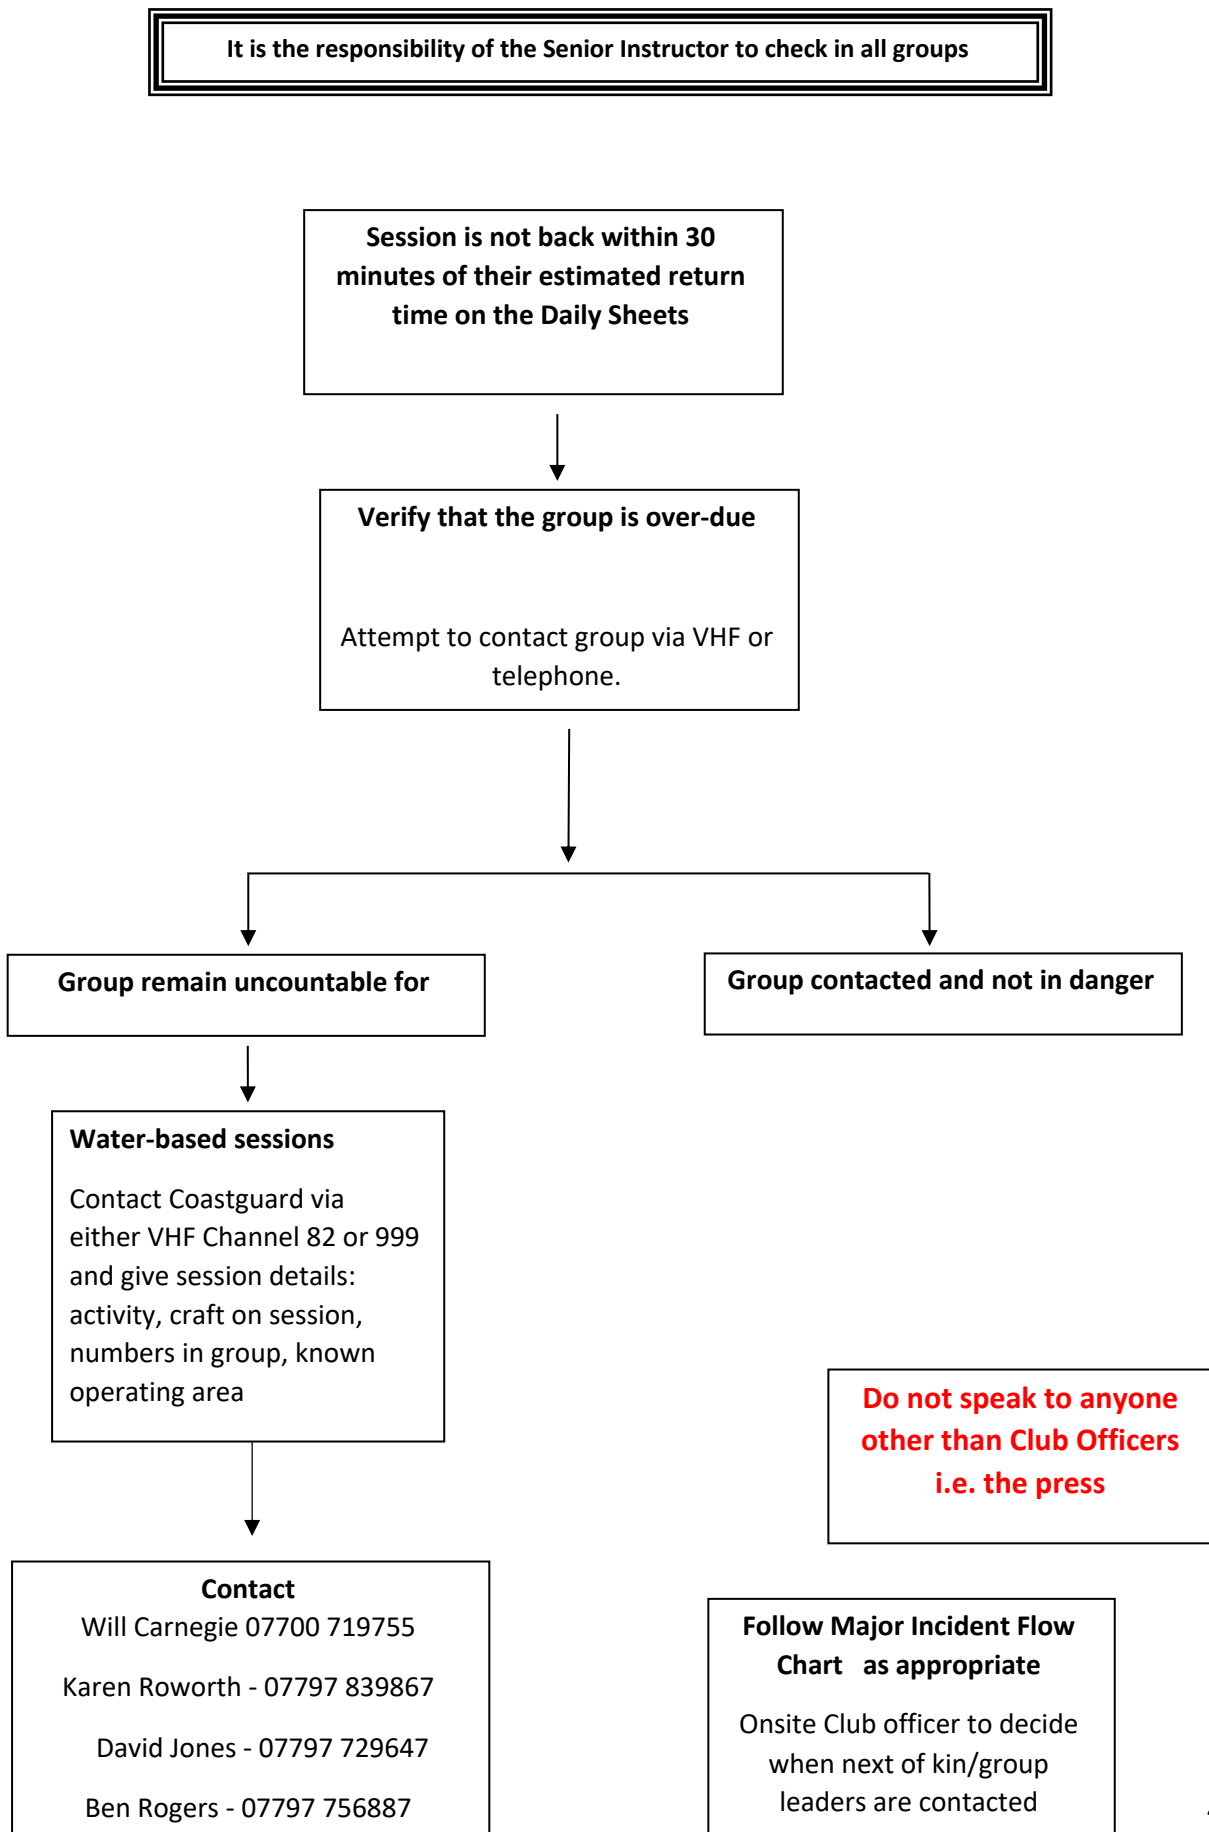 It is the responsibility of the Senior Instructor to check in all groups
Session is not back within 30
minutes of their estimated return
time on the Daily Sheets
Verify that the group is over-due
Attempt to contact group via VHF or
telephone.
Group remain uncountable for
Group contacted and not in danger
Water-based sessions
Contact Coastguard via
either VHF Channel 82 or 999
and give session details:
activity, craft on session,
numbers in group, known
operating area
Do not speak to anyone
other than Club Officers
i.e. the press
Contact
Will Carnegie 07700 719755
Karen Roworth - 07797 839867
David Jones - 07797 729647
Ben Rogers - 07797 756887
Follow Major Incident Flow
Chart as appropriate
Onsite Club officer to decide
when next of kin/group
leaders are contacted